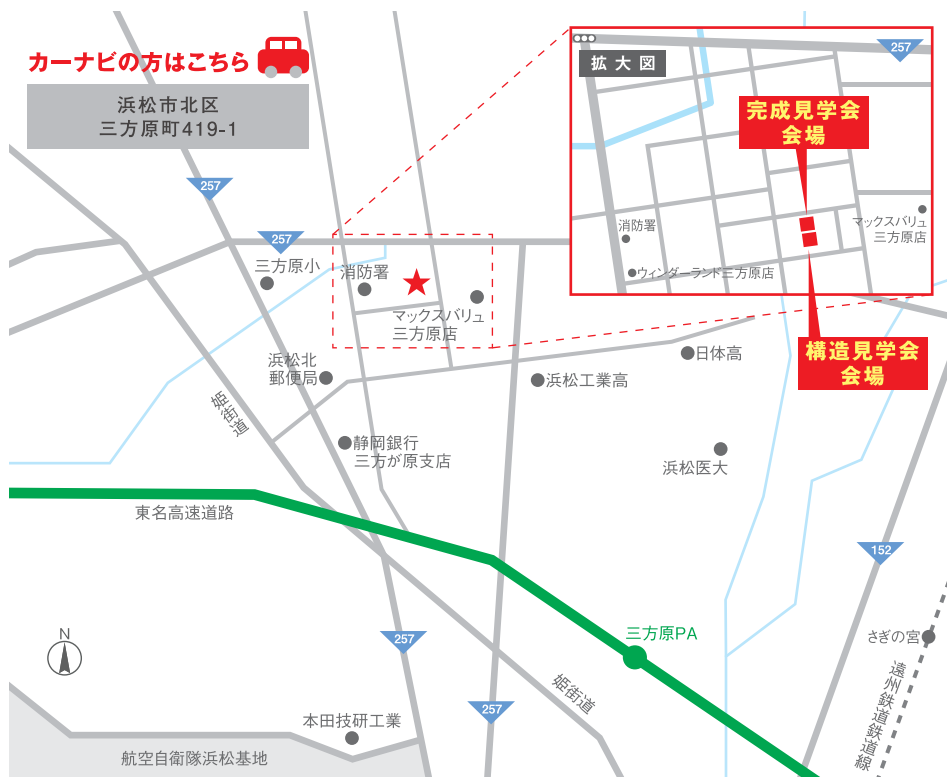 カーナビの方はこちら
浜松市北区
三方原町419-1
拡大図
257
完成見学会
会場
消防署
マックスバリュ
三方原店
ウィンダーランド三方原店
構造見学会
会場
257
257
三方原小
消防署
マックスバリュ
三方原店
浜松北
郵便局
日体高
浜松工業高
姫街道
静岡銀行
三方が原支店
浜松医大
東名高速道路
152
N
257
三方原PA
さぎの宮
遠州鉄道鉄道線
姫街道
257
本田技研工業
航空自衛隊浜松基地